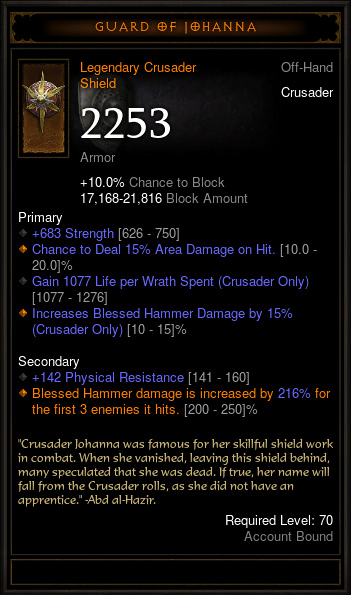 GUARD OF JOHANNA
Legendary Crusader Off-Hand
Shield
Crusader
2253
Armor
+10.0% Chance to Block
17,168-21,816 Block Amount
Primary
+683 Strength [626 - 750]
Chance to Deal 15% Area Damage on Hit. [10.0 -
20.0]%
Gain 1077 Life per Wrath Spent (Crusader Only)
[1077 - 1276]
Increases Blessed Hammer Damage by 15%
(Crusader Only) [10 - 15]%
Secondary
+142 Physical Resistance [141 - 160]
Blessed Hammer damage is increased by 216% for
the first 3 enemies it hits. [200 - 250]%
"Crusader Johanna was famous for her skillful shield work
in combat. When she vanished, leaving this shield behind,
many speculated that she was dead. If true, her name will
fall from the Crusader rolls, as she did not have an
apprentice." -Abd al-Hazir.
Required Level: 70
Account Bound